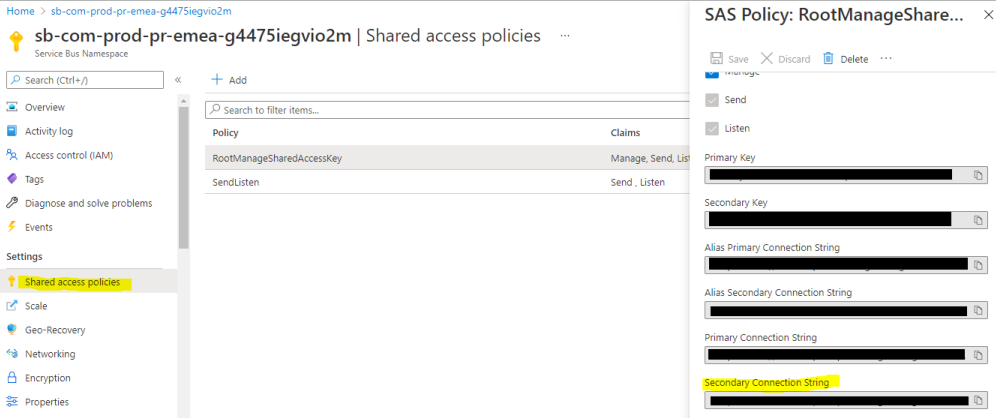 Home > sb-com-prod-pr-emea-g4475iegvio2m
sb-com-prod-pr-emea-g4475iegvio2m | Shared access policies ...
Service Bus Namespace
Search (Ctrl+/)
«
Overview
Activity log
Access control (IAM)
Tags
Diagnose and solve problems
Events
Settings
Shared access policies
Scale
Geo-Recovery
Networking
Encryption
Properties
+ Add
Search to filter items...
Policy Claims
RootManageSharedAccessKey Manage, Send, List
SendListen Send , Listen
SAS Policy: RootManageShare...
Save Discard Delete ...
Manage
Send
Listen
Primary Key
Secondary Key
Alias Primary Connection String
Alias Secondary Connection String
Primary Connection String
Secondary Connection String